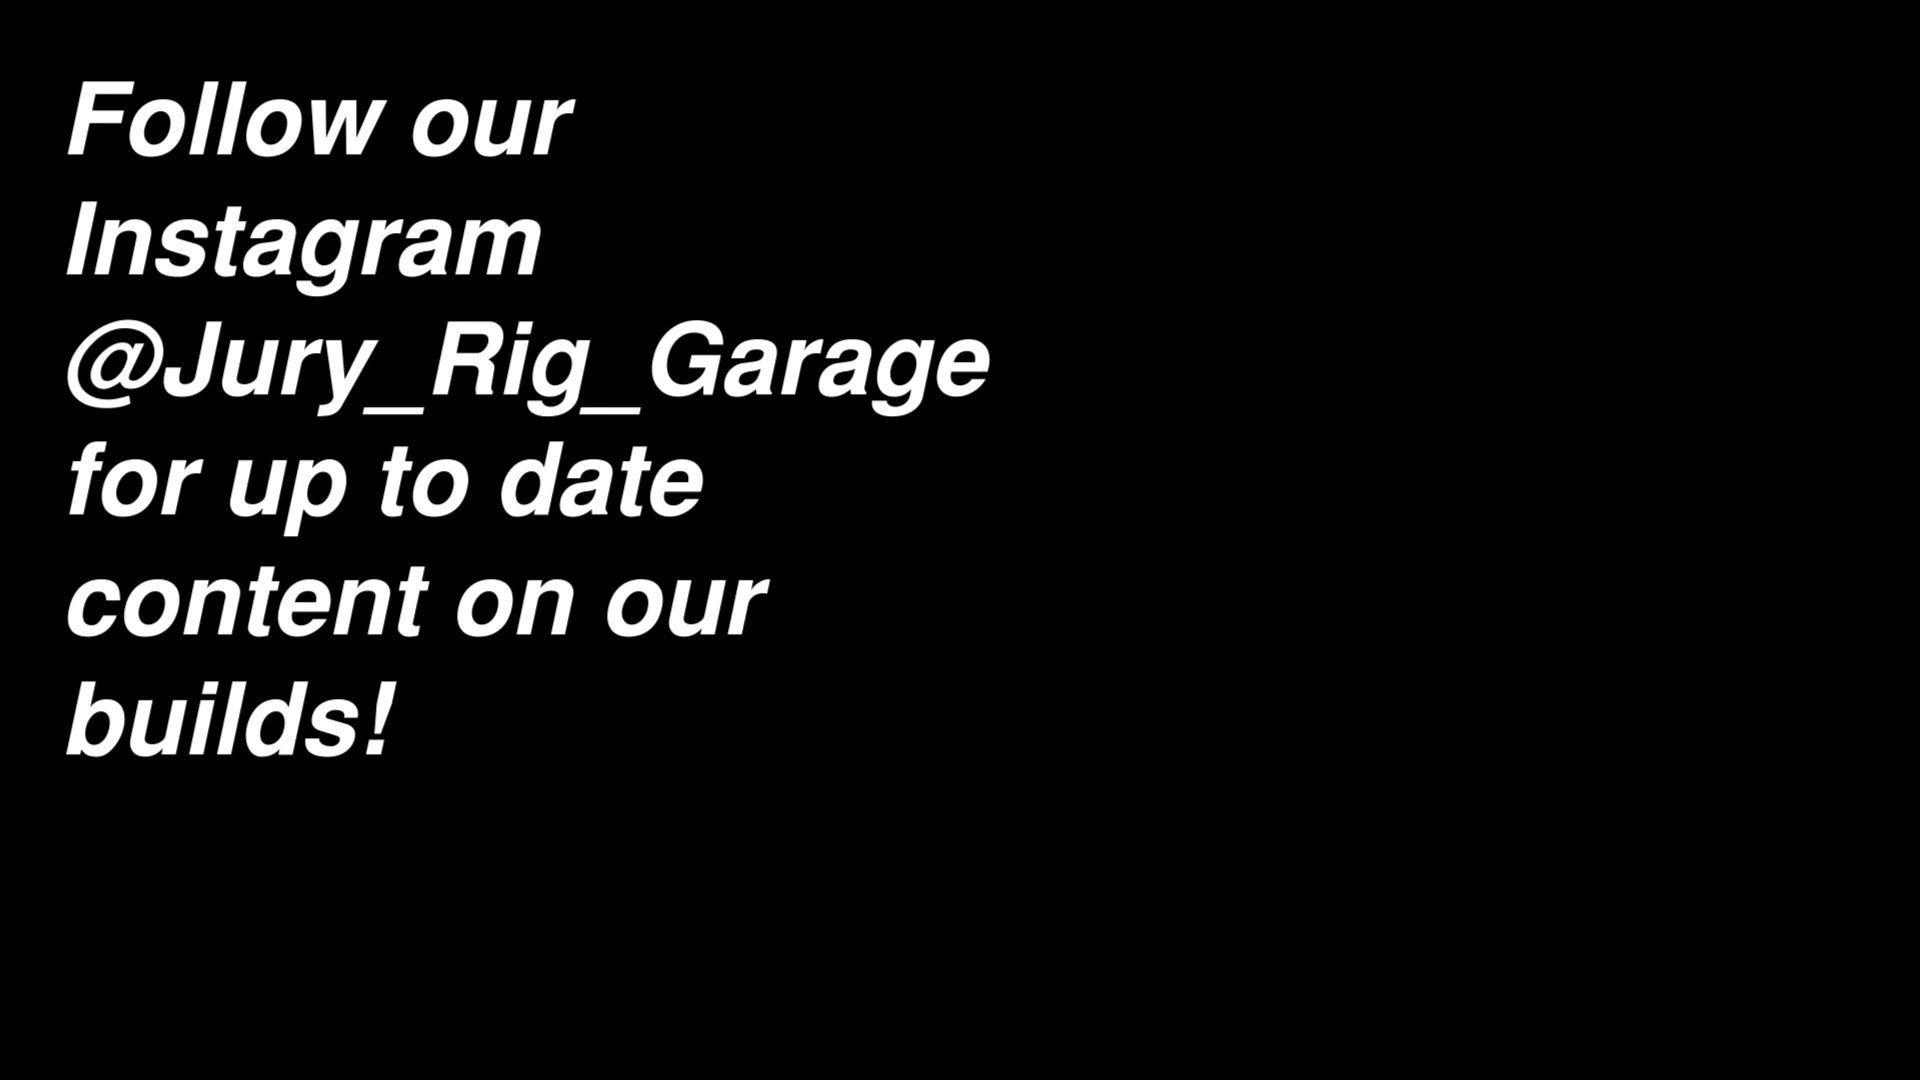 Follow our
Instagram
@Jury_Rig_Garage
for up to date
content on our
builds!